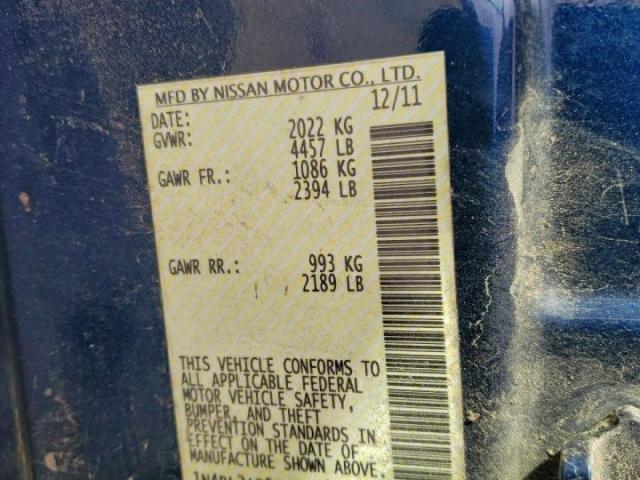 MFD BY NISSAN MOTOR CO., LTD.
DATE: 12/11
GVWR: 2022 KG
4457 LB
GAWR FR.: 1086 KG
2394 LB
GAWR RR.: 993 KG
2189 LB
THIS VEHICLE CONFORMS TO
ALL APPLICABLE FEDERAL
MOTOR VEHICLE SAFETY,
BUMPER, AND THEFT
PREVENTION STANDARDS IN
EFFECT ON THE DATE OF
MANUFACTURE SHOWN ABOVE.